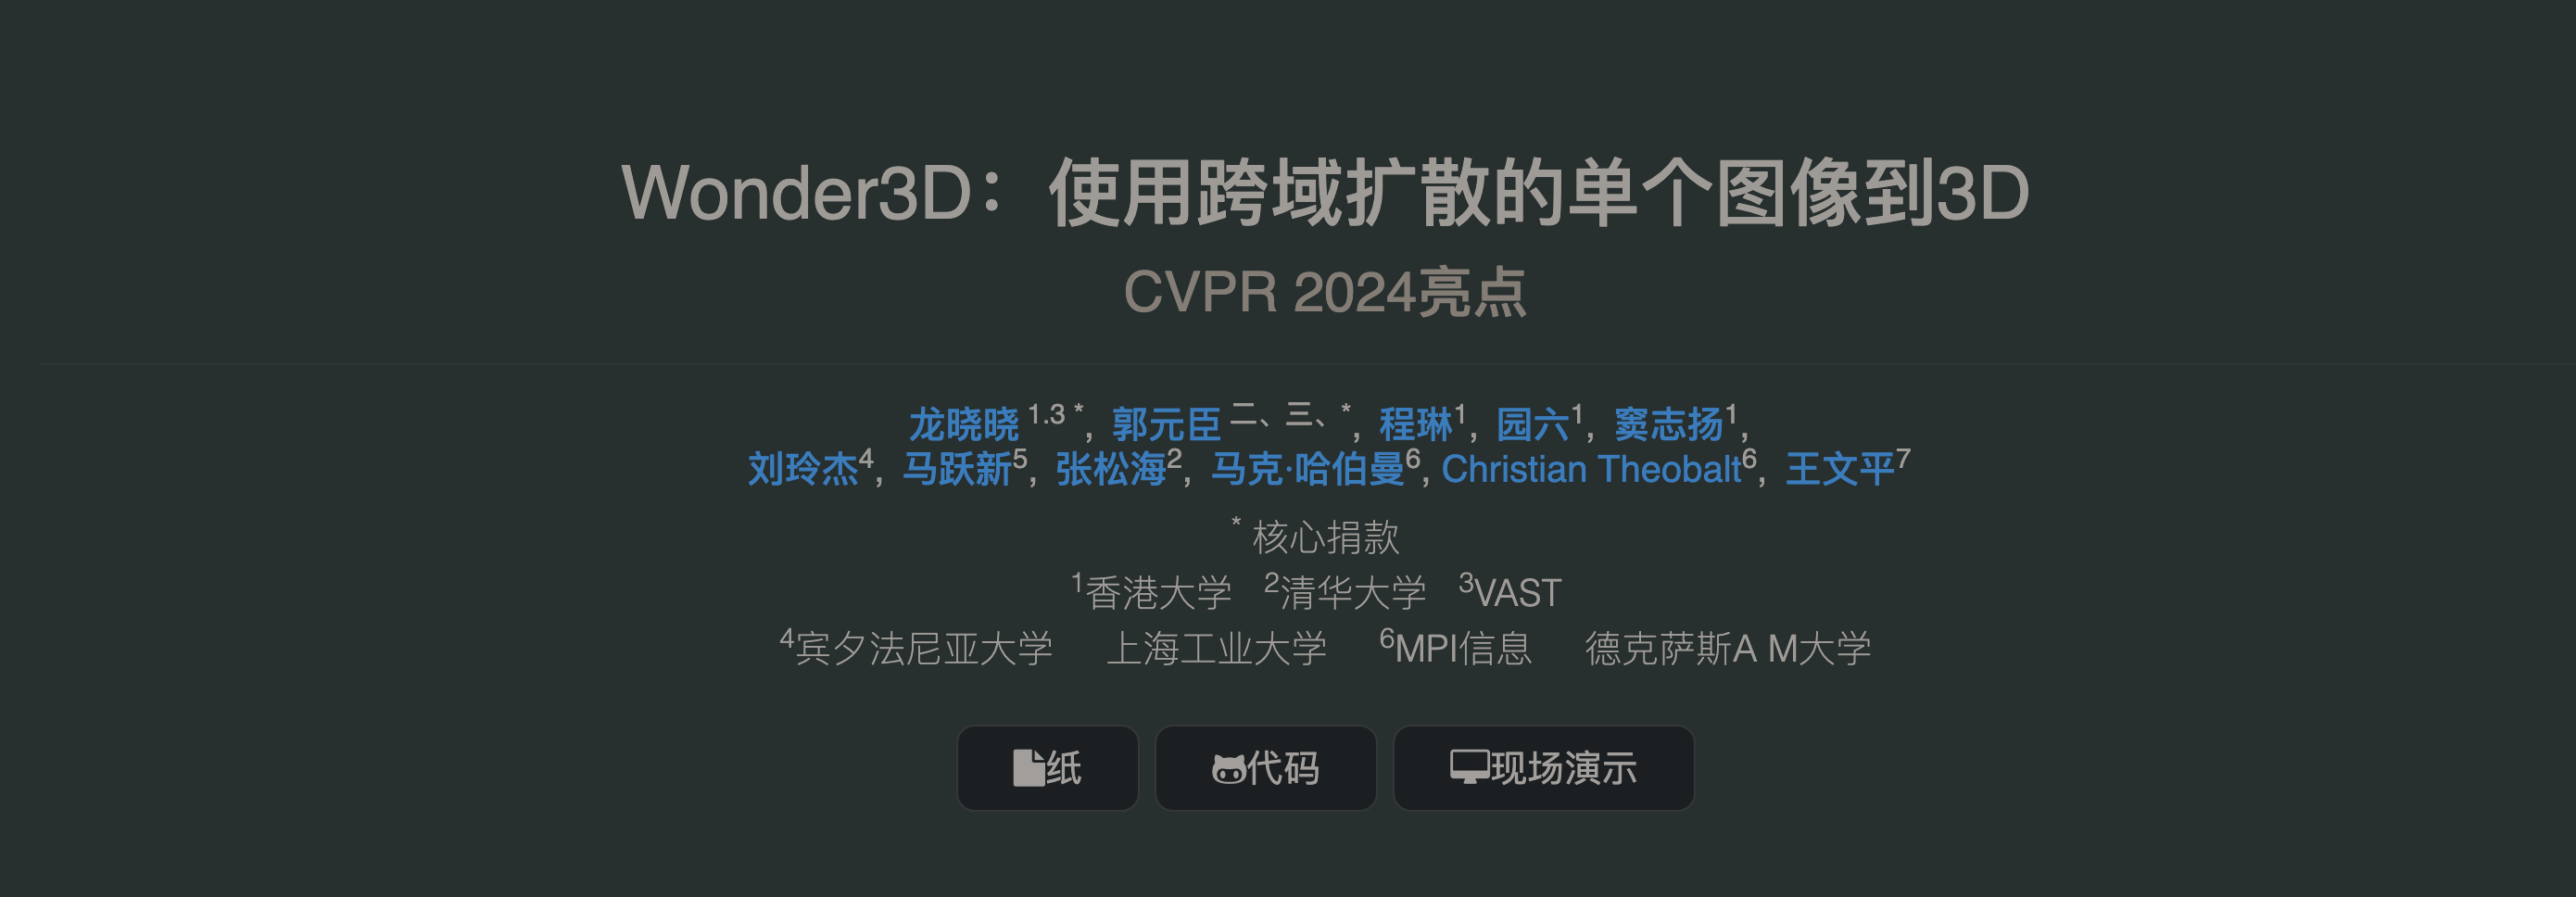 Wonder3D：使用跨域扩散的单个图像到3D
CVPR 2024亮点
龙晓晓 1.3 *, 郭元臣 二、三、*, 程琳1, 园六1, 窦志扬1,
刘玲杰4, 马跃新5, 张松海2, 马克·哈伯曼6, Christian Theobalt6, 王文平7
* 核心捐款
1香港大学 2清华大学 3VAST
4宾夕法尼亚大学 上海工业大学 6MPI信息 德克萨斯A M大学
纸 代码 现场演示